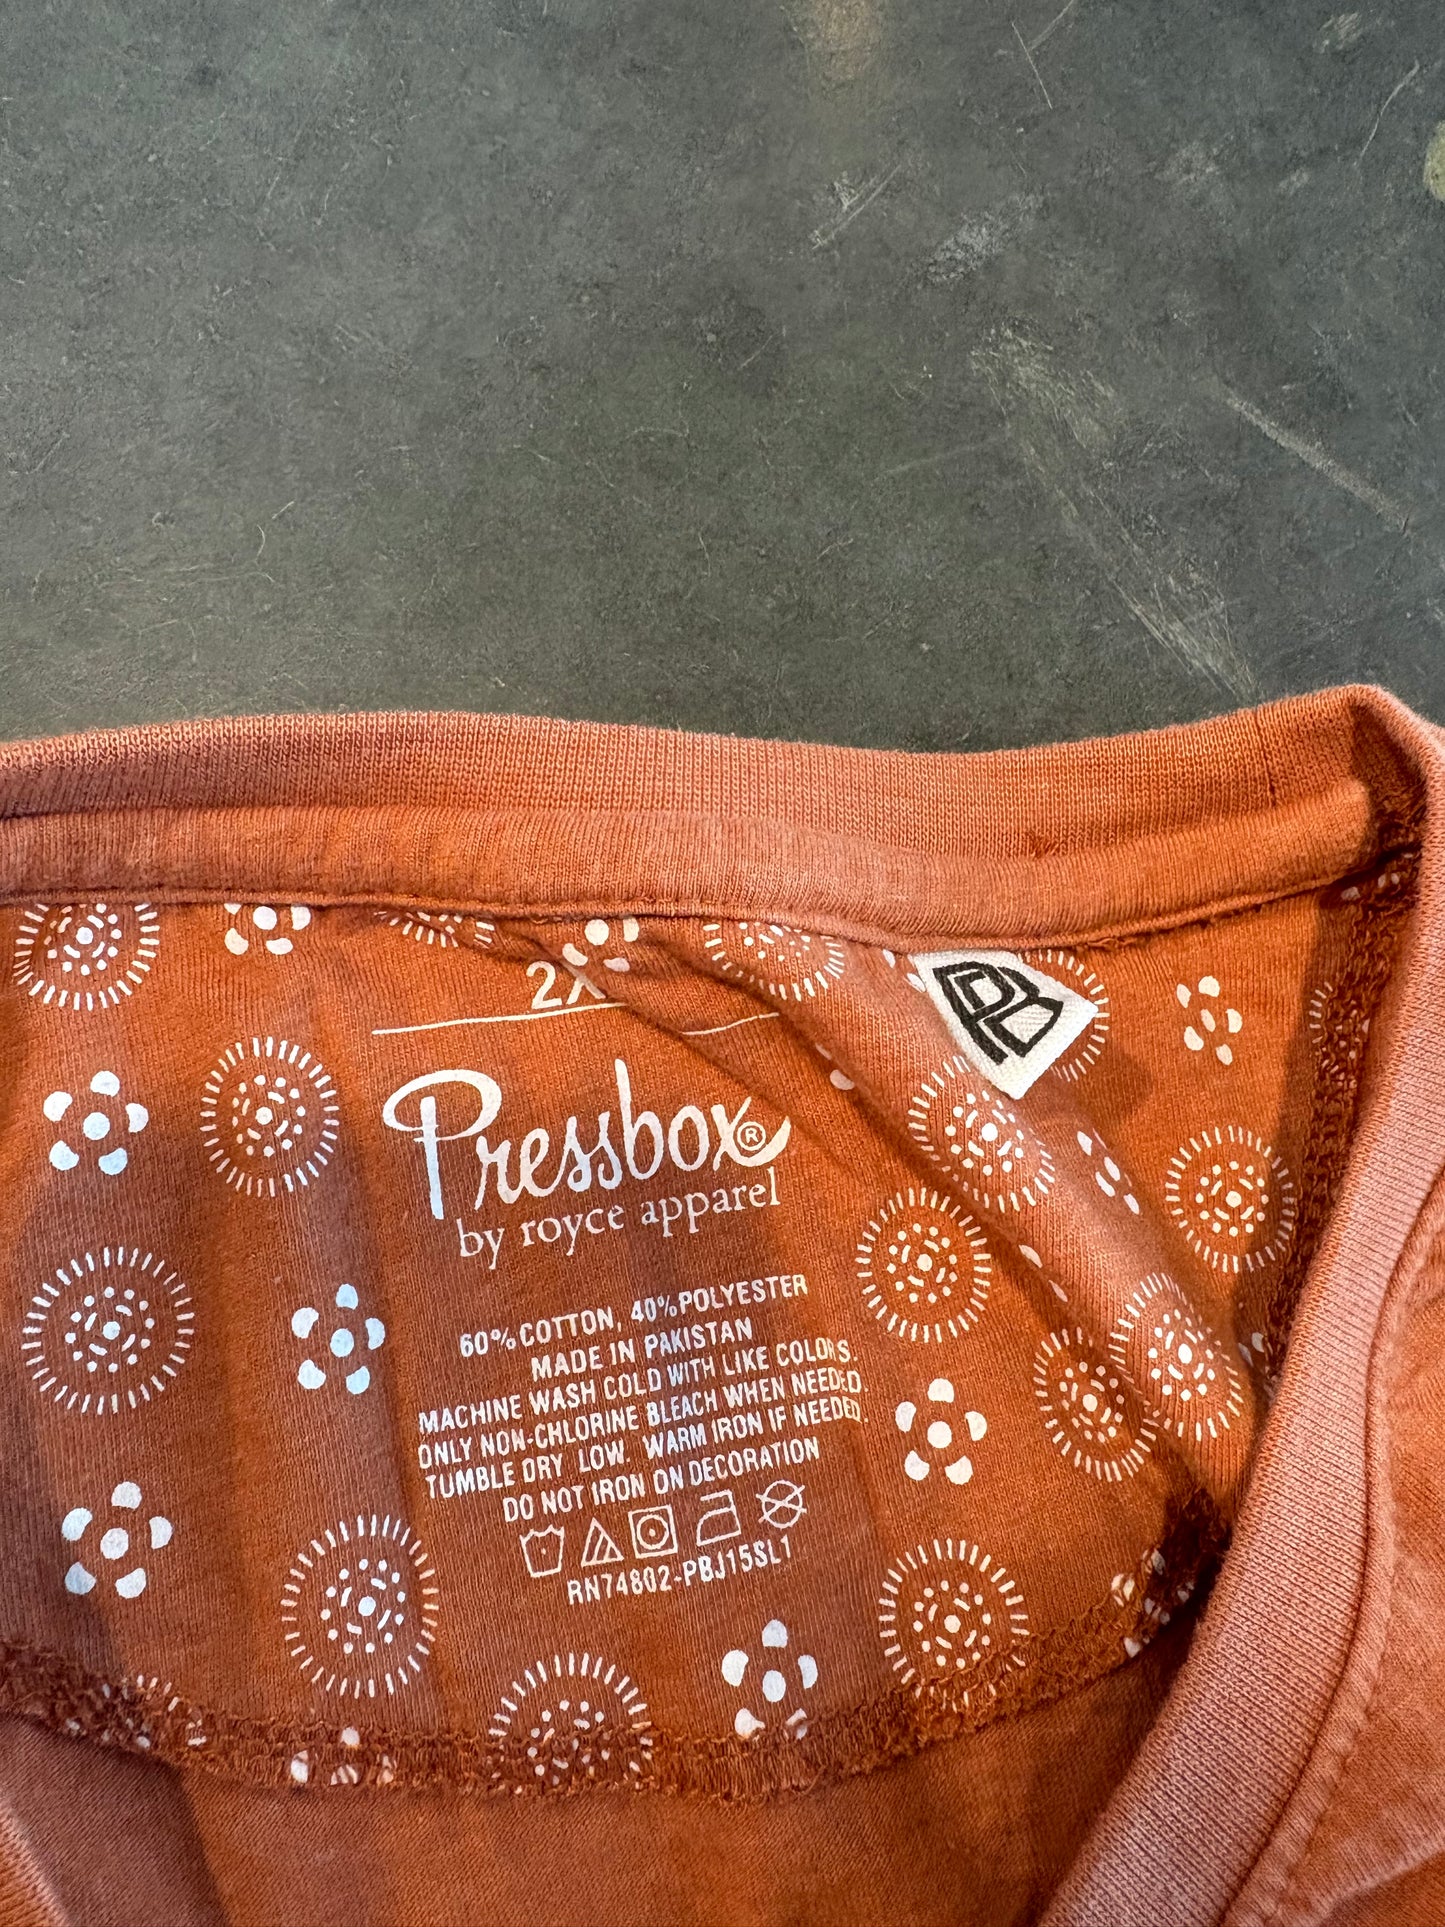 2X
PB
Pressbox®
by royce apparel
60% COTTON, 40% POLYESTER
MADE IN PAKISTAN
MACHINE WASH COLD WITH LIKE COLORS.
ONLY NON-CHLORINE BLEACH WHEN NEEDED.
TUMBLE DRY LOW. WARM IRON IF NEEDED.
DO NOT IRON ON DECORATION
RN74802-PBJ15SL1